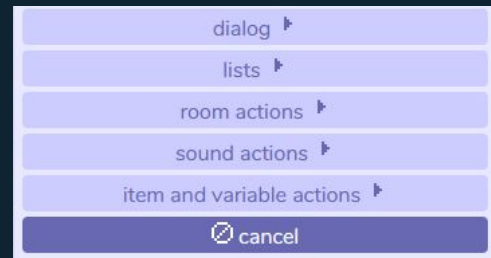 dialog
lists
room actions
sound actions
item and variable actions
cancel